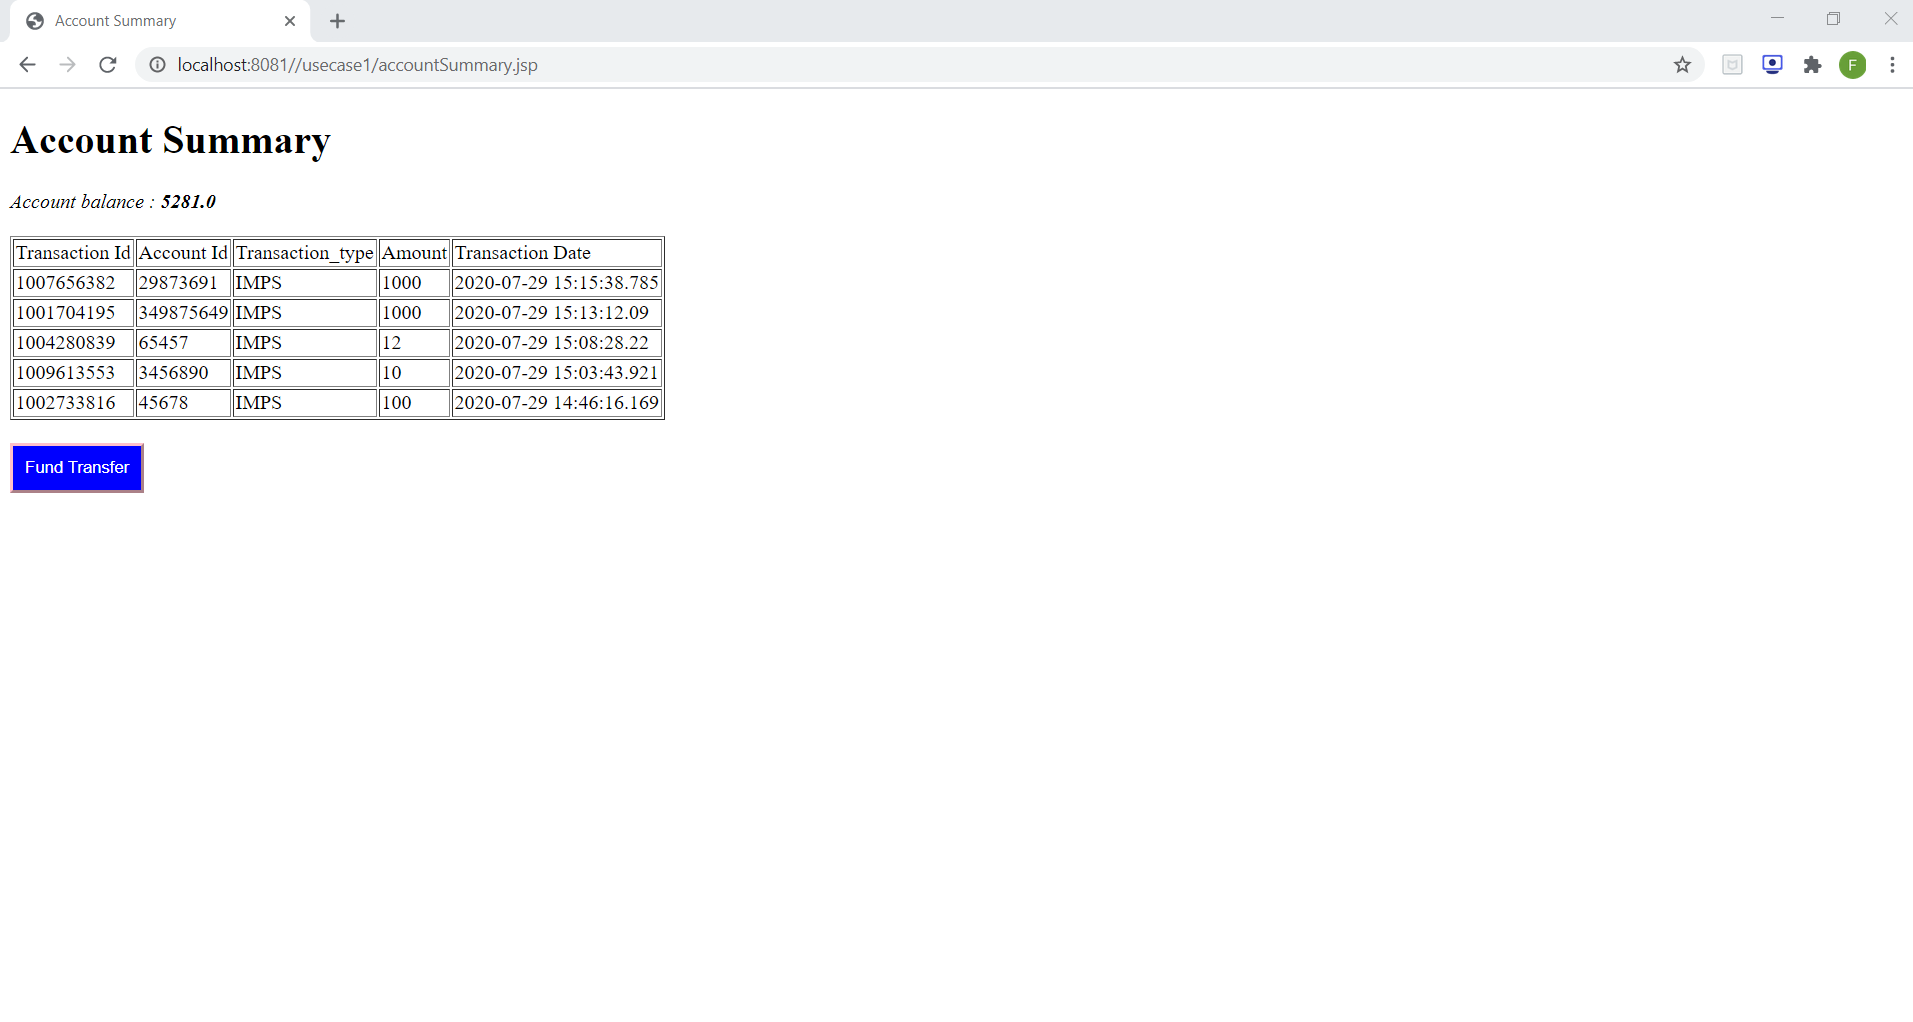 Account Summary
localhost:8081//usecase1/accountSummary.jsp
F
Account Summary
Account balance : 5281.0
Transaction Id Account Id Transaction_type Amount Transaction Date
1007656382 29873691 IMPS 1000 2020-07-29 15:15:38.785
1001704195 349875649 IMPS 1000 2020-07-29 15:13:12.09
1004280839 65457 IMPS 12 2020-07-29 15:08:28.22
1009613553 3456890 IMPS 10 2020-07-29 15:03:43.921
1002733816 45678 IMPS 100 2020-07-29 14:46:16.169
Fund Transfer